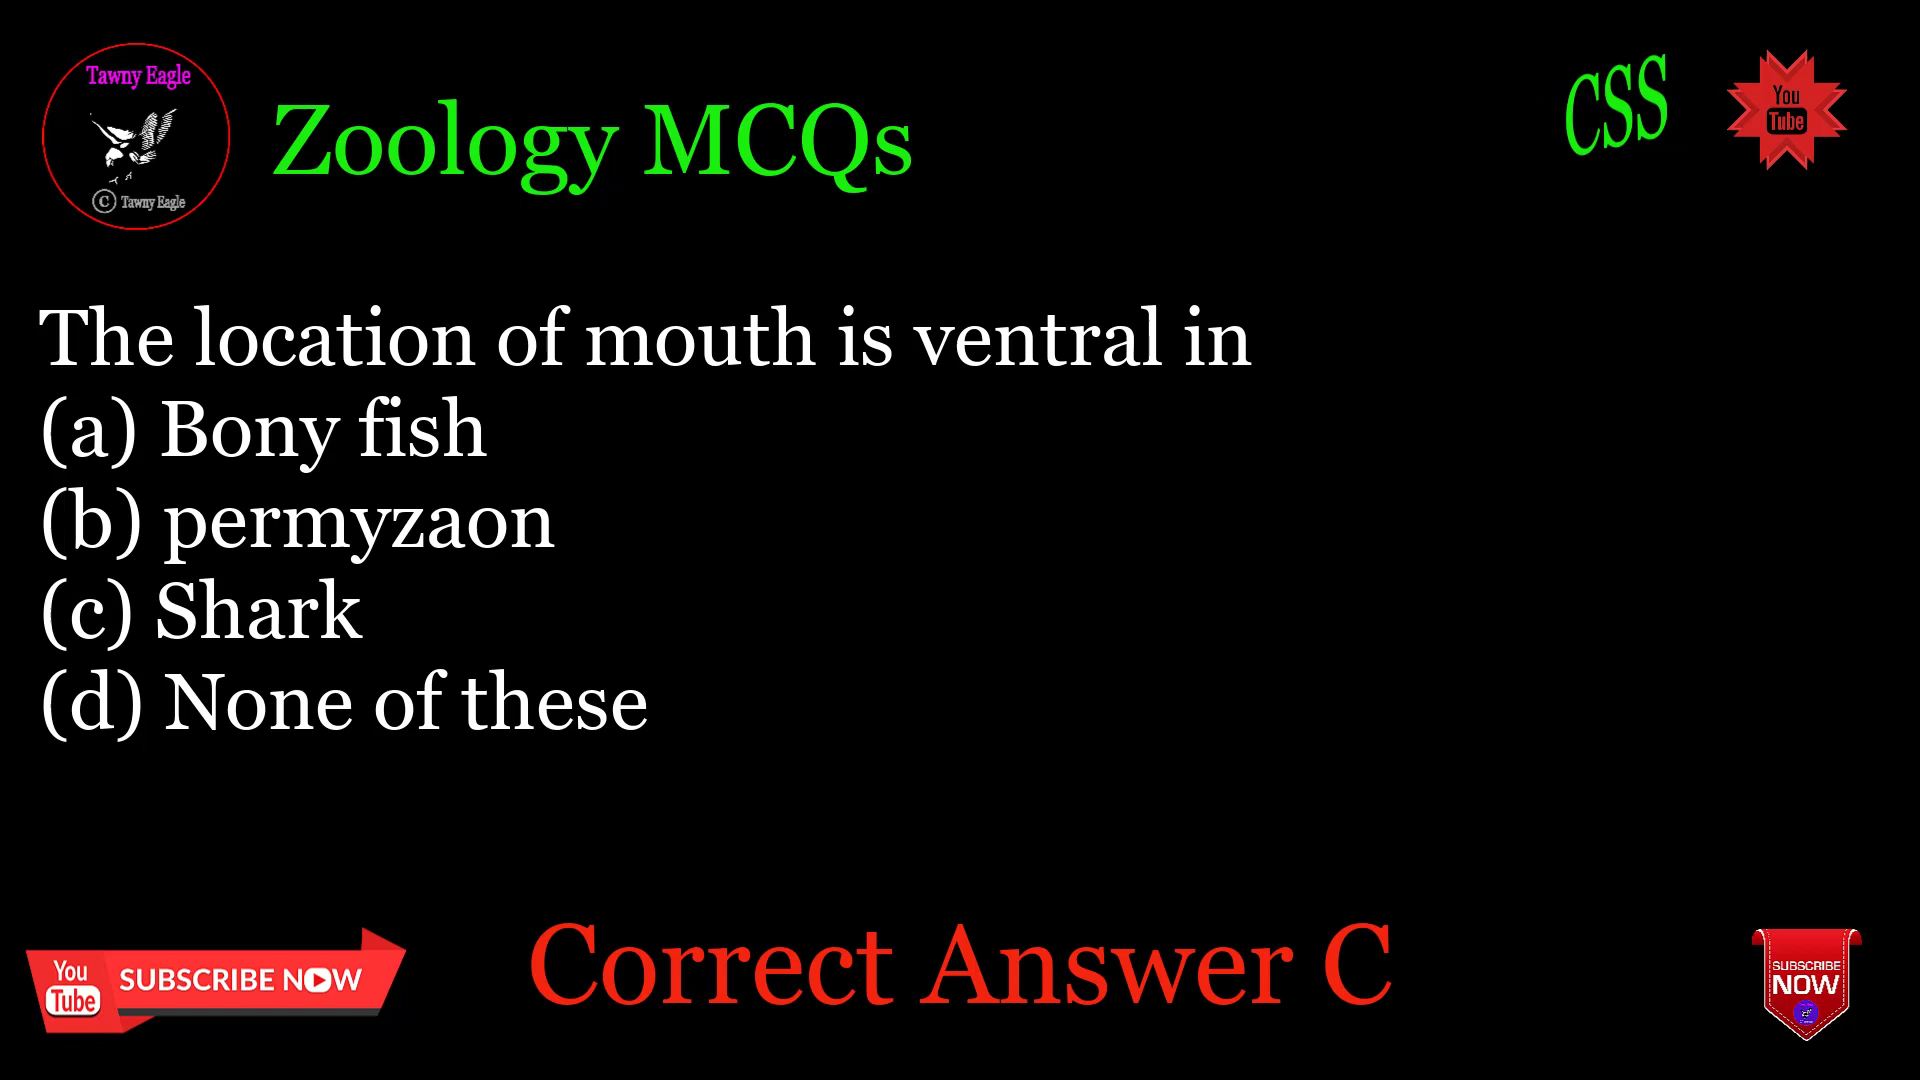 Tawny Eagle
© Tawny Eagle
Zoology MCQs
CSS
You
Tube
The location of mouth is ventral in
(a) Bony fish
(b) permyzaon
(c) Shark
(d) None of these
You
Tube
SUBSCRIBE NOW
Correct Answer C
SUBSCRIBE
NOW